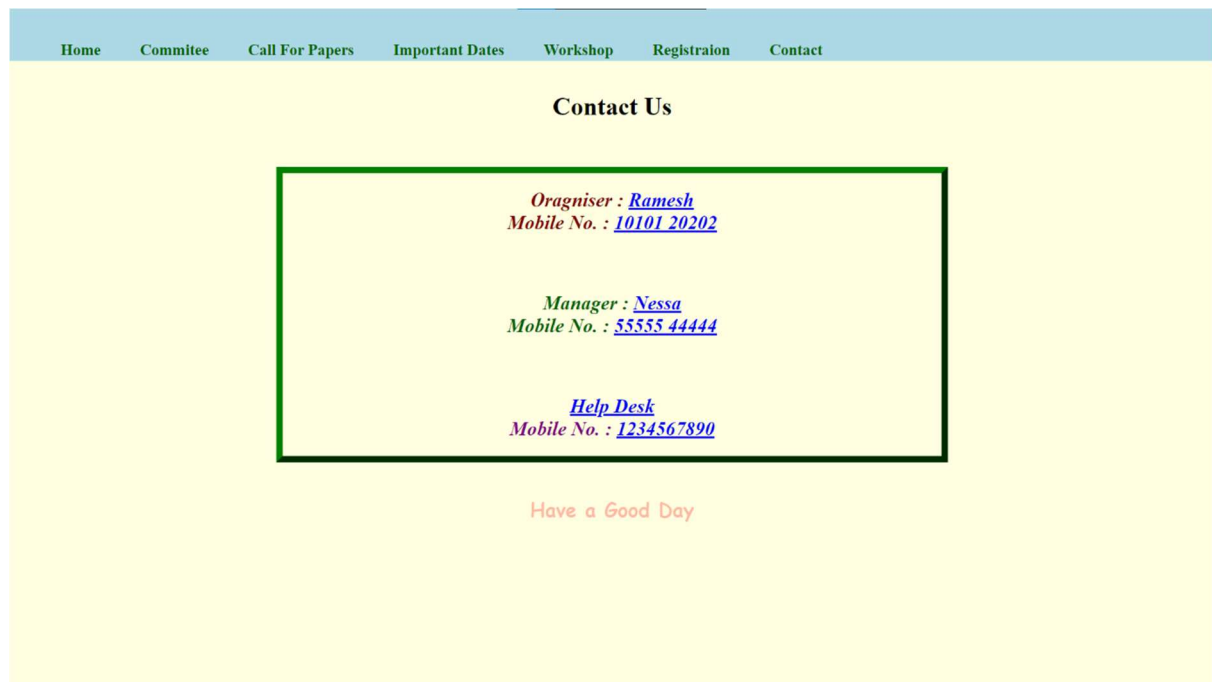 Home Commitee Call For Papers Important Dates Workshop Registraion Contact
Contact Us
Oragniser : Ramesh
Mobile No. : 10101 20202
Manager : Nessa
Mobile No. : 55555 44444
Help Desk
Mobile No. : 1234567890
Have a Good Day